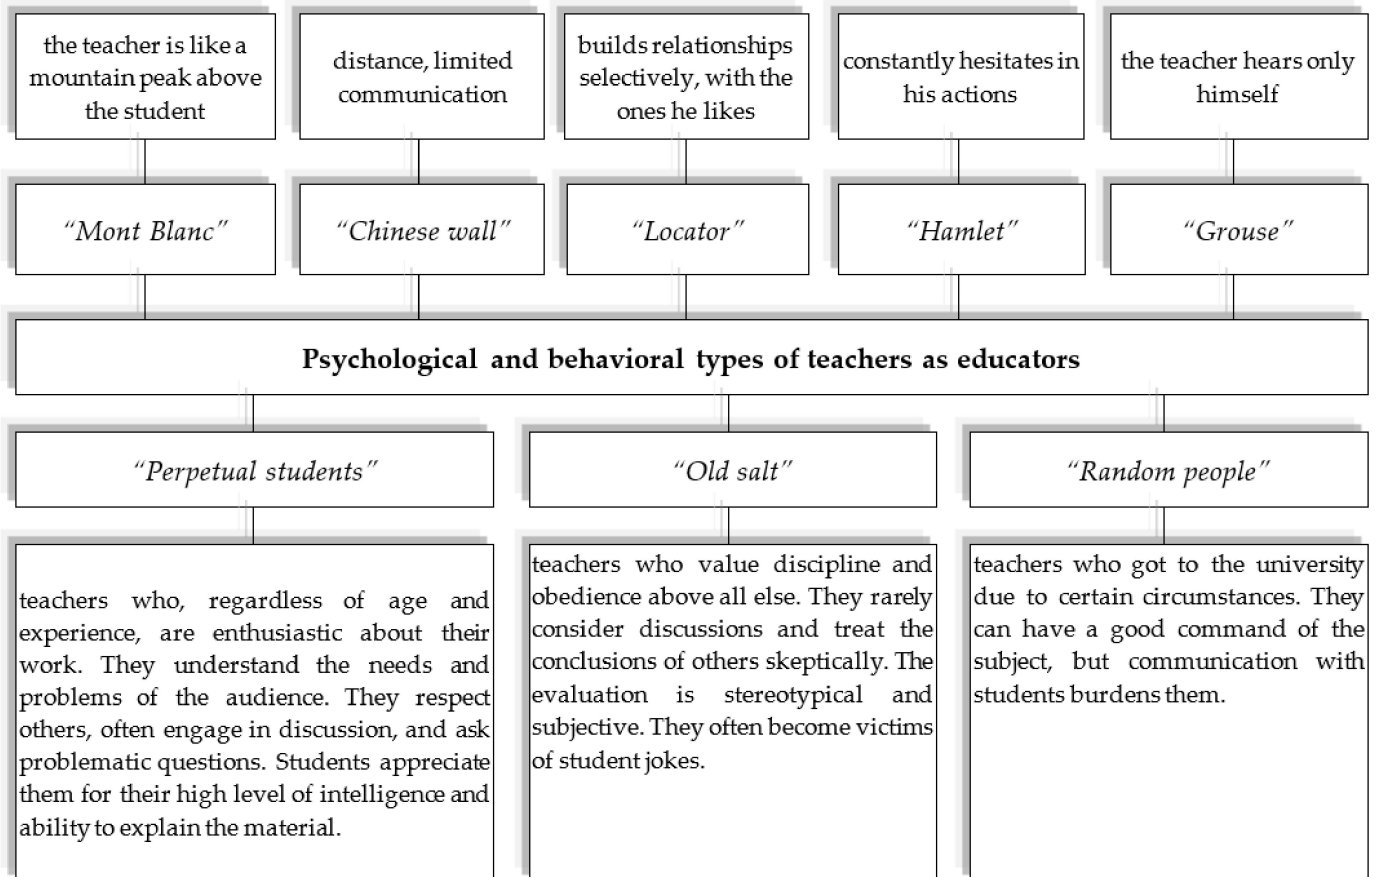 the teacher is like a
mountain peak above
the student
distance, limited
communication
builds relationships
selectively, with the
ones he likes
constantly hesitates in
his actions
the teacher hears only
himself
“Mont Blanc”
“Chinese wall”
“Locator”
“Hamlet”
“Grouse”
Psychological and behavioral types of teachers as educators
“Perpetual students”
“Old salt”
“Random people”
teachers who, regardless of age and
experience, are enthusiastic about their
work. They understand the needs and
problems of the audience. They respect
others, often engage in discussion, and ask
problematic questions. Students appreciate
them for their high level of intelligence and
ability to explain the material.
teachers who value discipline and
obedience above all else. They rarely
consider discussions and treat the
conclusions of others skeptically. The
evaluation is stereotypical and
subjective. They often become victims
of student jokes.
teachers who got to the university
due to certain circumstances. They
can have a good command of the
subject, but communication with
students burdens them.